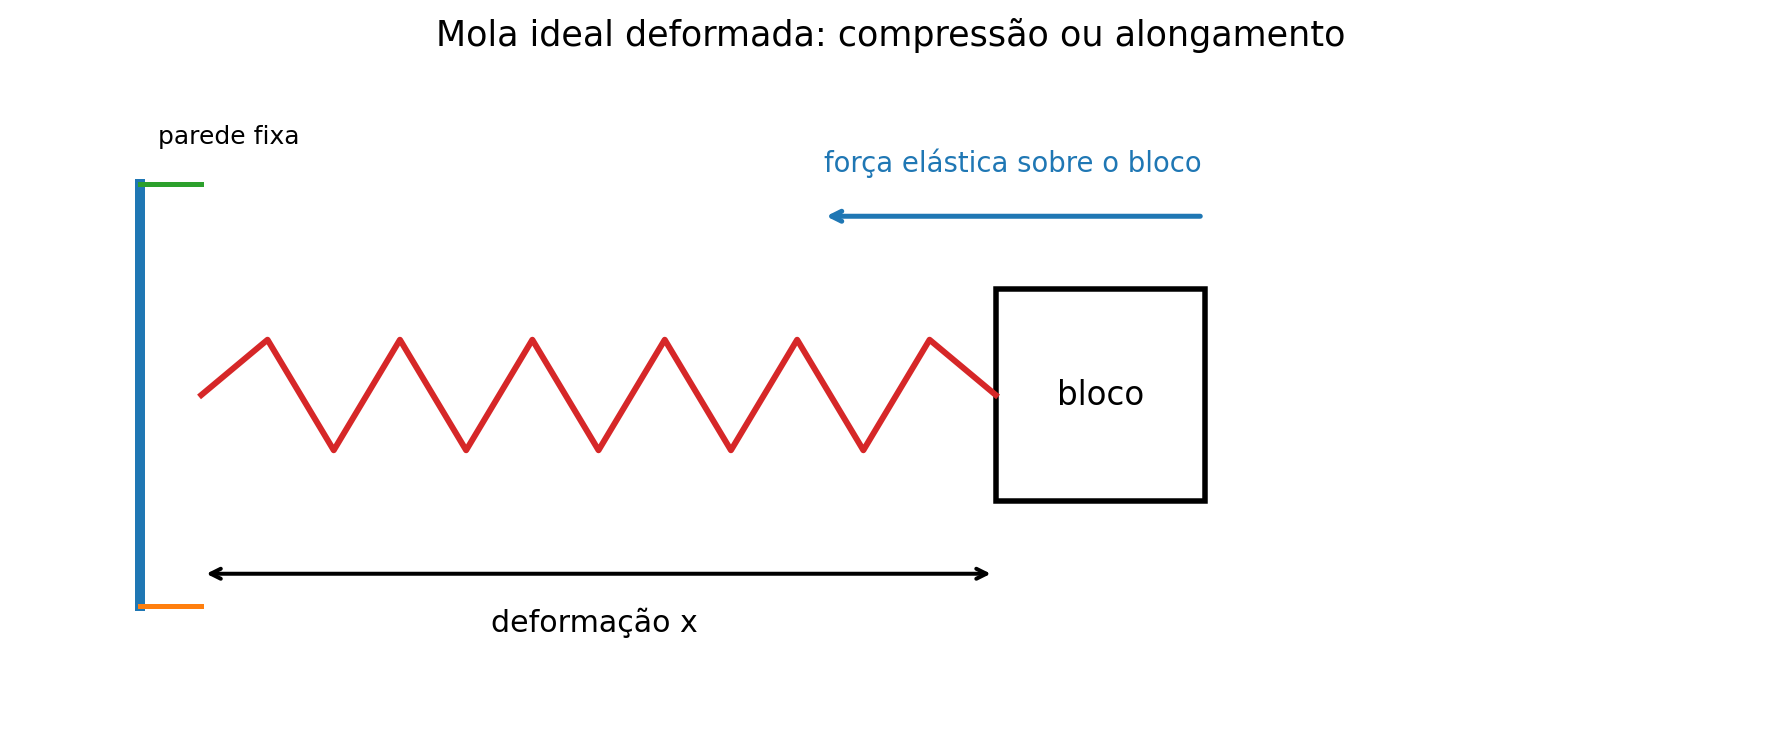 Mola ideal deformada: compressão ou alongamento
parede fixa
força elástica sobre o bloco
bloco
deformação x